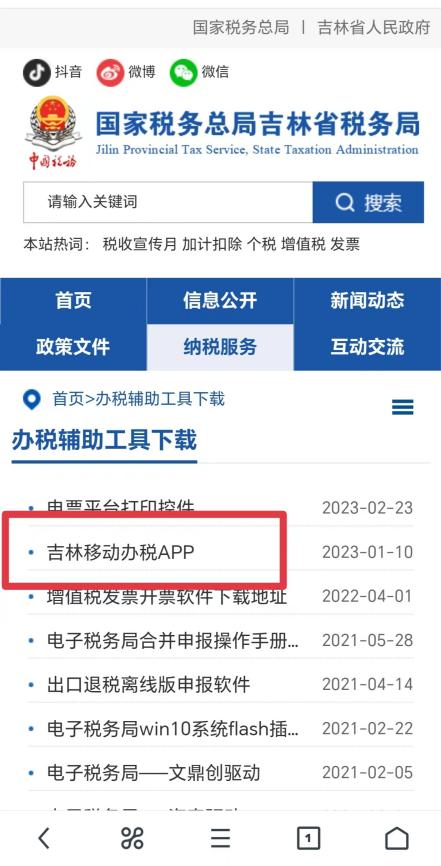 国家税务总局 | 吉林省人民政府
抖音 微博 微信
国家税务总局吉林省税务局
Jilin Provincial Tax Service, State Taxation Administration
中国税务
请输入关键词 搜索
本站热词： 税收宣传月 加计扣除 个税 增值税 发票
首页 信息公开 新闻动态
政策文件 纳税服务 互动交流
首页>办税辅助工具下载
办税辅助工具下载
电票平台打印控件 2023-02-23
吉林移动办税APP 2023-01-10
增值税发票开票软件下载地址 2022-04-01
电子税务局合并申报操作手册... 2021-05-28
出口退税离线版申报软件 2021-04-14
电子税务局win10系统flash插... 2021-02-22
电子税务局——文鼎创驱动 2021-02-05
1